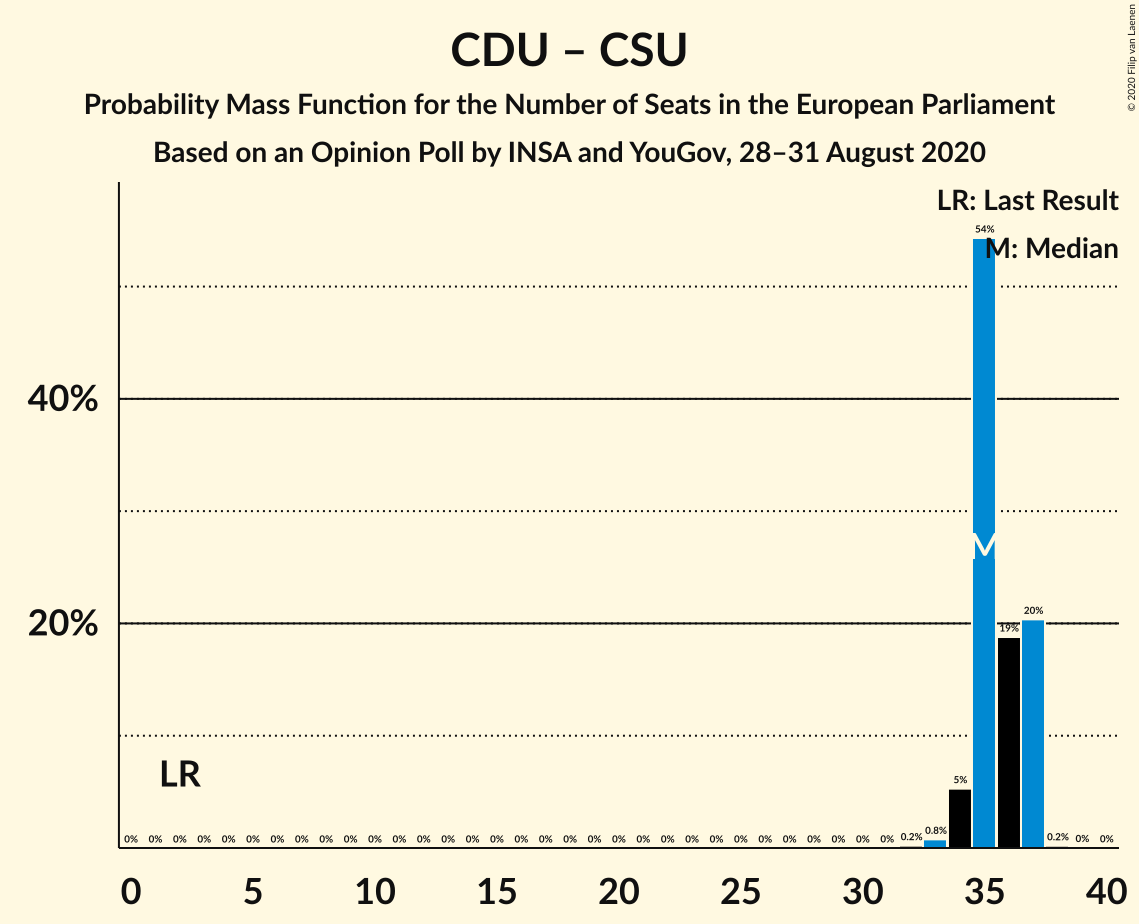 © 2020 Filip van Laenen
CDU – CSU
Probability Mass Function for the Number of Seats in the European Parliament
Based on an Opinion Poll by INSA and YouGov, 28–31 August 2020
LR: Last Result
54%
M: Median
40%
M
20%
20%
19%
LR
5%
0% 0% 0% 0% 0% 0% 0% 0% 0% 0% 0% 0% 0% 0% 0% 0% 0% 0% 0% 0% 0% 0% 0% 0% 0% 0% 0% 0% 0% 0% 0% 0% 0.2% 0.8% 0.2% 0% 0%
0 5 10 15 20 25 30 35 40